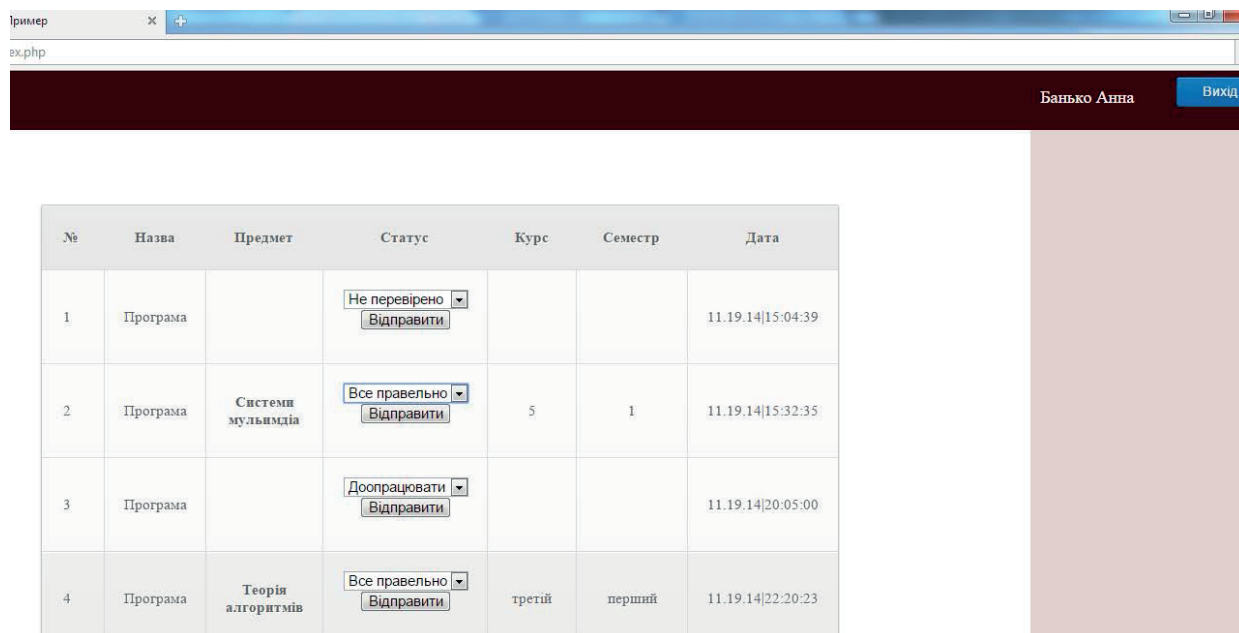 Пример
ex.php
Банько Анна
Вихід
№ Назва Предмет Статус Курс Семестр Дата
Не перевірено
1 Програма 11.19.14|15:04:39
Відправити
Все правельно
Системи
2 Програма 5 1 11.19.14|15:32:35
мульимдіа
Відправити
Доопрацювати
3 Програма 11.19.14|20:05:00
Відправити
Все правельно
Теорія
4 Програма третій перший 11.19.14|22:20:23
алгоритмів
Відправити